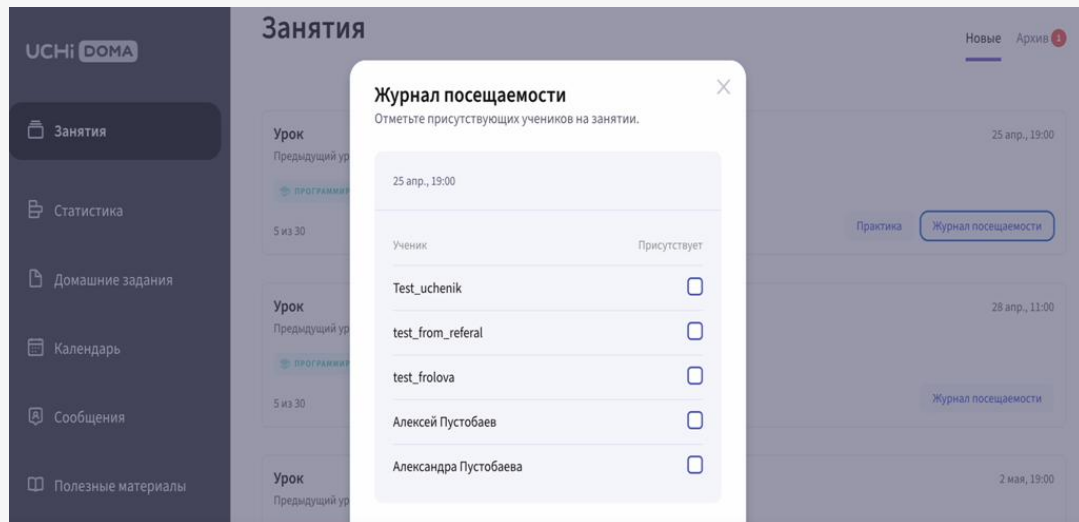 UCHi DOMA
Занятия
Статистика
Домашние задания
Календарь
Сообщения
Полезные материалы
Занятия
Новые Архив 1
Урок
25 апр., 19:00
Предыдущий
5 из 30
Практика Журнал посещаемости
Урок
28 апр., 11:00
Предыдущий
5 из 30
Журнал посещаемости
Урок
2 мая, 19:00
Предыдущий
Журнал посещаемости
Отметьте присутствующих учеников на занятии.
25 апр., 19:00
Ученик Присутствует
Test_uchenik
test_from_referal
test_frolova
Алексей Пустобаев
Александра Пустобаева